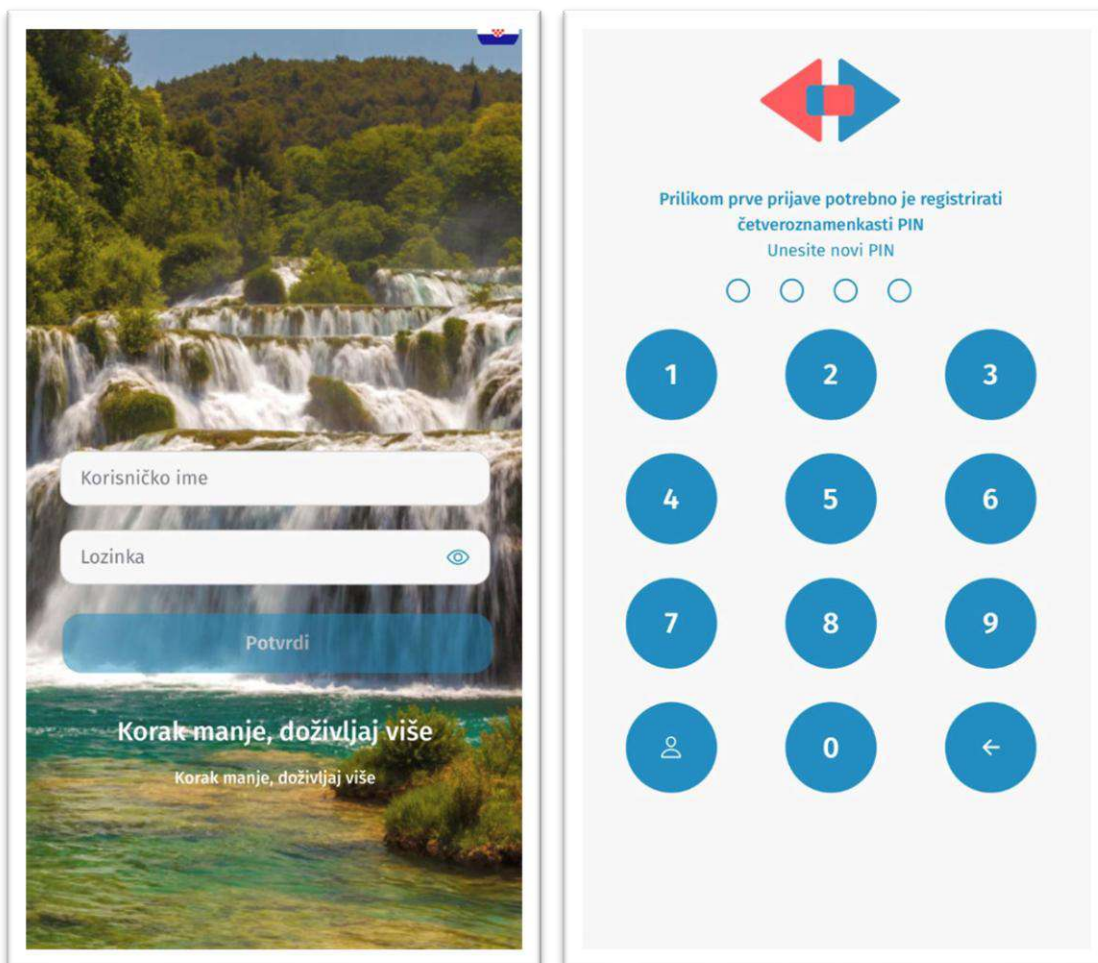 Korisničko ime
Lozinka
Potvrdi
Korak manje, doživljaj više
Korak manje, doživljaj više
Prilikom prve prijave potrebno je registrirati
četveroznamenkasti PIN
Unesite novi PIN
1 2 3
4 5 6
7 8 9
0